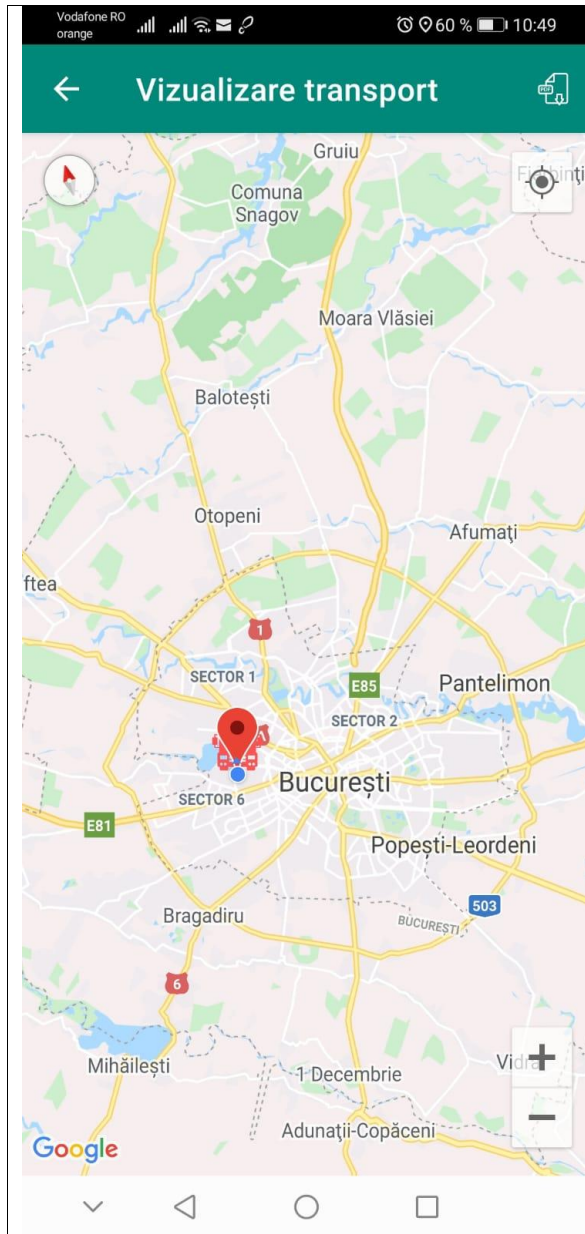 Vodafone RO
orange
60 % 10:49
Vizualizare transport
PDF
Gruiu
Comuna
Snagov
Moara Vlăsiei
Balotești
Otopeni
Afumați
ftea
1
SECTOR 1
E85
Pantelimon
SECTOR 2
București
SECTOR 6
E81
Popești-Leordeni
503
Bragadiru
BUCUREȘTI
6
Mihăilești
1 Decembrie
Adunații-Copăceni
Google